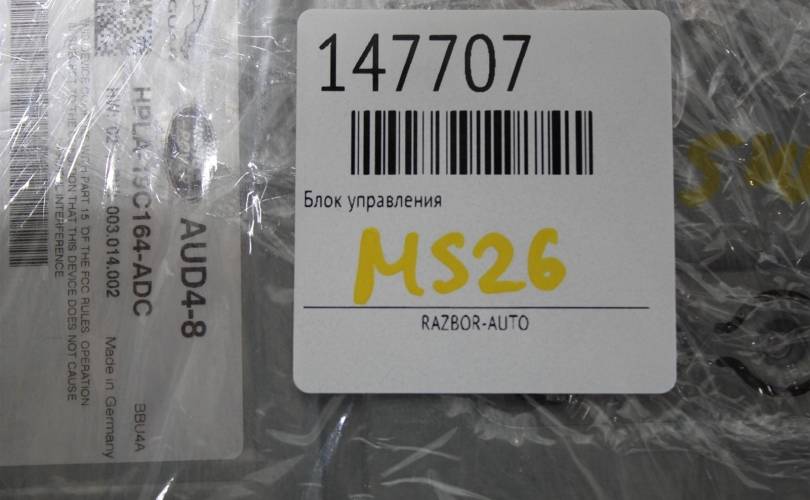 147707
Блок управления
MS26
RAZBOR-AUTO
AUD4-8
HPLA-13C164-ADC
BBU4A
003.014.002
Made in Germany
PART 15 OF THE FCC RULES. OPERATION
THAT THIS DEVICE DOES NOT CAUSE
INTERFERENCE